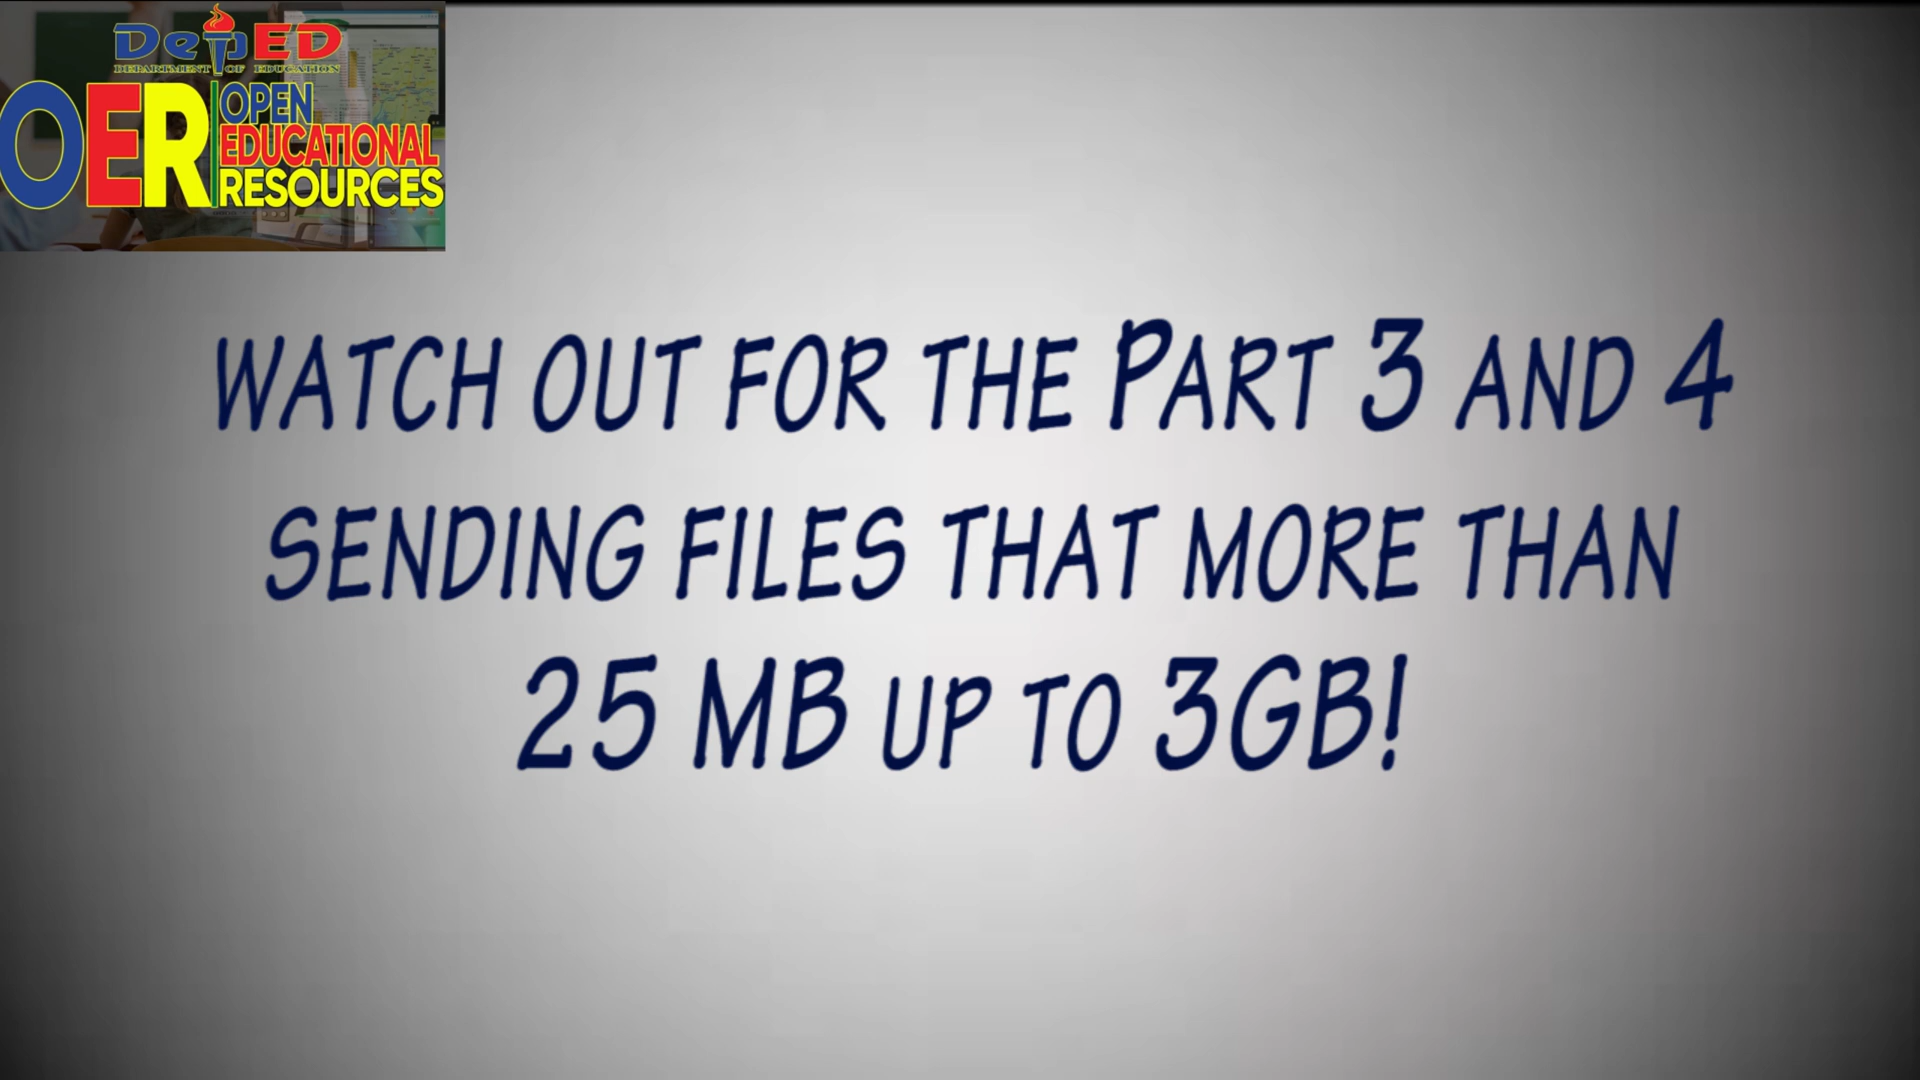 DepED
DEPARTMENT OF EDUCATION
OER
OPEN
EDUCATIONAL
RESOURCES
WATCH OUT FOR THE PART 3 AND 4
SENDING FILES THAT MORE THAN
25 MB UP TO 3GB!